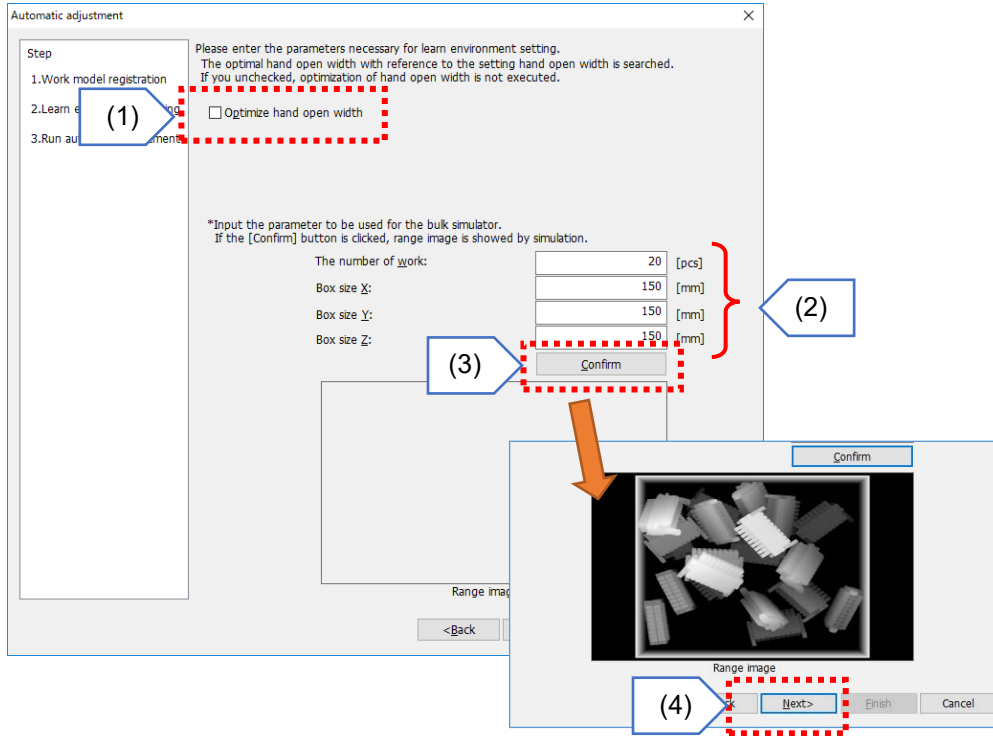 Automatic adjustment
Step
1.Work model registration
2.Learn
3.Run
Please enter the parameters necessary for learn environment setting.
The optimal hand open width with reference to the setting hand open width is searched.
If you unchecked, optimization of hand open width is not executed.
(1)
Optimize hand open width
*Input the parameter to be used for the bulk simulator.
If the [Confirm] button is clicked, range image is showed by simulation.
The number of work: 20 [pcs]
Box size X: 150 [mm]
Box size Y: 150 [mm]
Box size Z: 150 [mm]
(2)
(3)
Confirm
Range
<Back
Confirm
Range image
(4)
Next> Finish Cancel